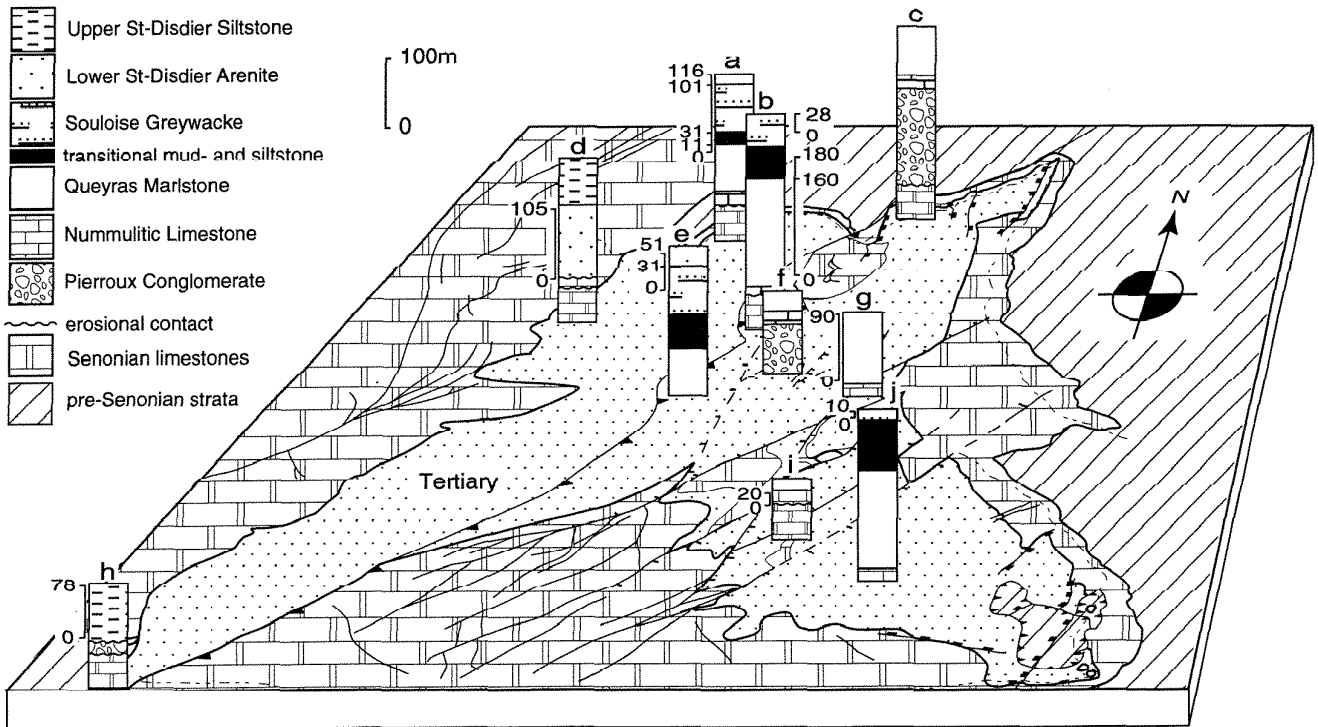 Upper St-Disdier Siltstone
Lower St-Disdier Arenite
Souloise Greywacke
transitional mud- and siltstone
Queyras Marlstone
Nummulitic Limestone
Pierroux Conglomerate
erosional contact
Senonian limestones
pre-Senonian strata
100m
0
a
116
101
31
11
0
b
28
0
180
160
0
c
d
105
0
e
51
31
0
f
g
90
0
h
78
0
i
20
0
j
10
0
Tertiary
N